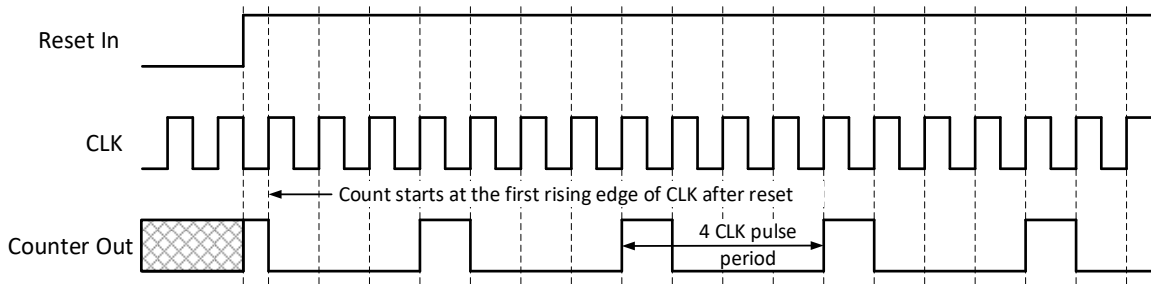 Reset In
CLK
Count starts at the first rising edge of CLK after reset
Counter Out
4 CLK pulse
period